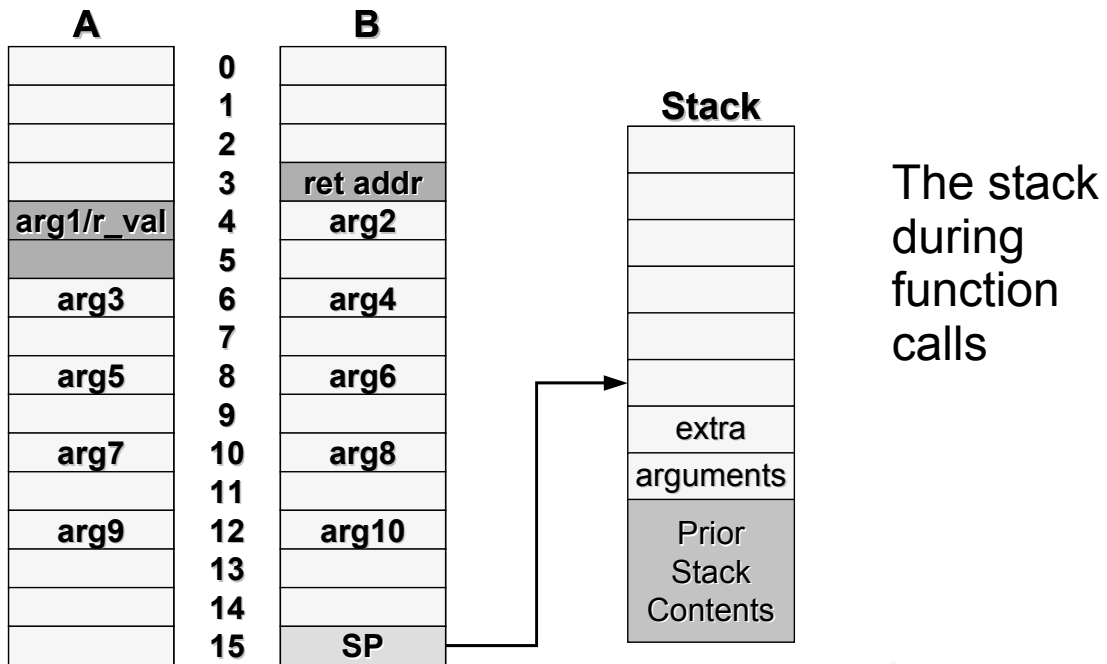 A B
0
1
2
3 ret addr
arg1/r_val 4 arg2
5
arg3 6 arg4
7
arg5 8 arg6
9
arg7 10 arg8
11
arg9 12 arg10
13
14
15 SP
Stack
extra
arguments
Prior
Stack
Contents
The stack
during
function
calls